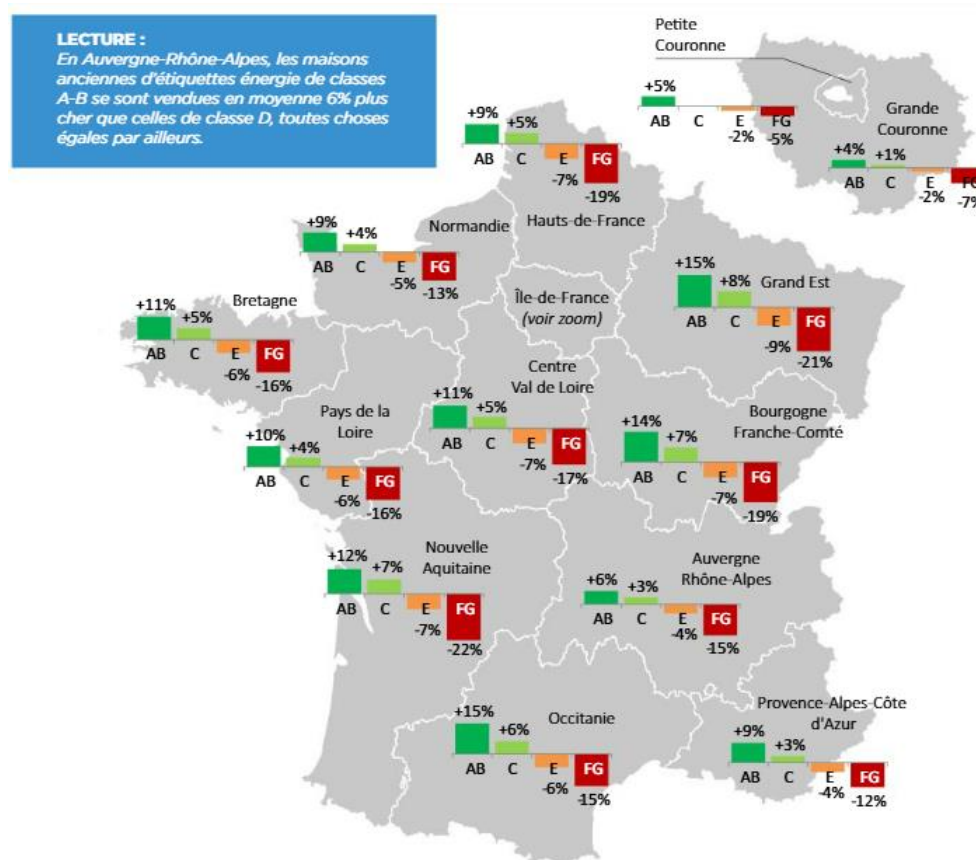 LECTURE :
En Auvergne-Rhône-Alpes, les maisons
anciennes d'étiquettes énergie de classes
A-B se sont vendues en moyenne 6% plus
cher que celles de classe D, toutes choses
égales par ailleurs.
Petite
Couronne
+5%
AB C E FG
-2% -5%
Grande
Couronne
+4% +1%
AB C E FG
-2% -7%
+9% +5%
AB C E FG
-7% -19%
Hauts-de-France
Normandie
+9% +4%
AB C E FG
-5% -13%
Île-de-France
(voir zoom)
Grand Est
+15% +8%
AB C E FG
-9% -21%
Bretagne
+11% +5%
AB C E FG
-6% -16%
Centre
Val de Loire
+11% +5%
AB C E FG
-7% -17%
Pays de la
Loire
+10% +4%
AB C E FG
-6% -16%
Bourgogne
Franche-Comté
+14% +7%
AB C E FG
-7% -19%
Nouvelle
Aquitaine
+12% +7%
AB C E FG
-7% -22%
Auvergne
Rhône-Alpes
+6% +3%
AB C E FG
-4% -15%
Occitanie
+15% +6%
AB C E FG
-6% -15%
Provence-Alpes-Côte
d'Azur
+9% +3%
AB C E FG
-4% -12%